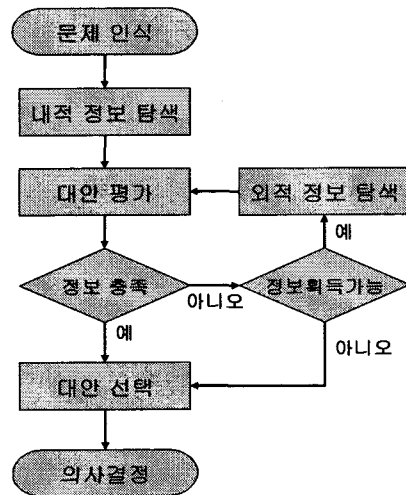 문제 인식
내적 정보 탐색
대안 평가
외적 정보 탐색
예
정보 충족
아니오
정보획득가능
예
아니오
대안 선택
의사결정